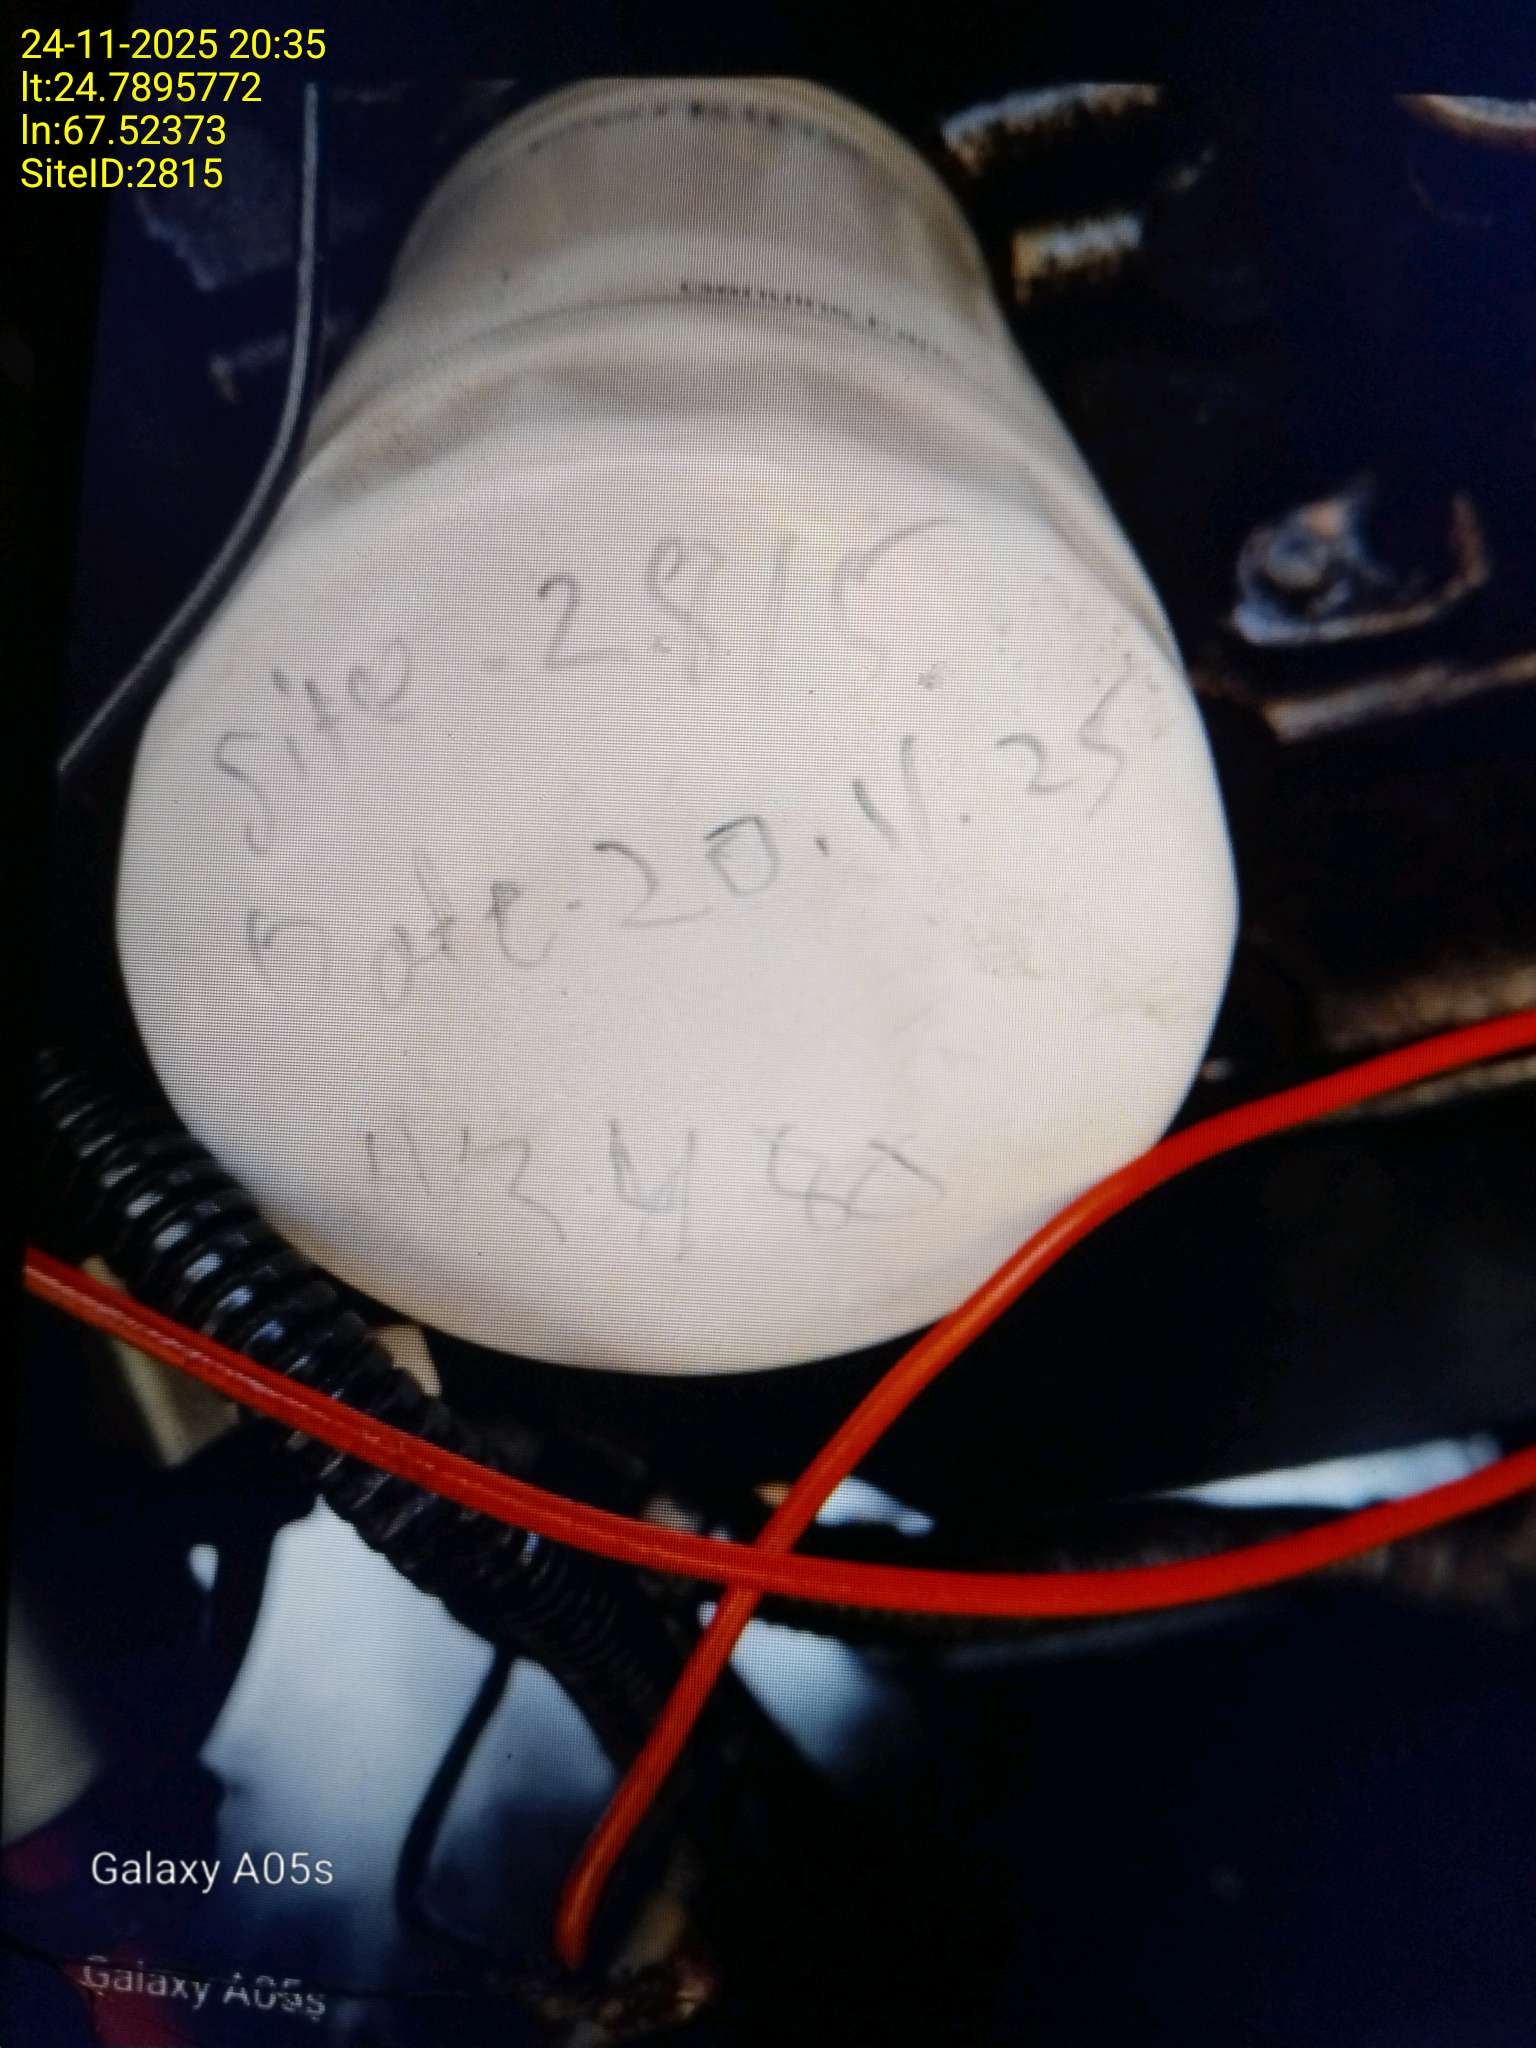 24-11-2025 20:35
lt:24.7895772
ln:67.52373
SiteID:2815
Site - 2815.
Date. 20.11.25
Galaxy A05s
Galaxy A05s